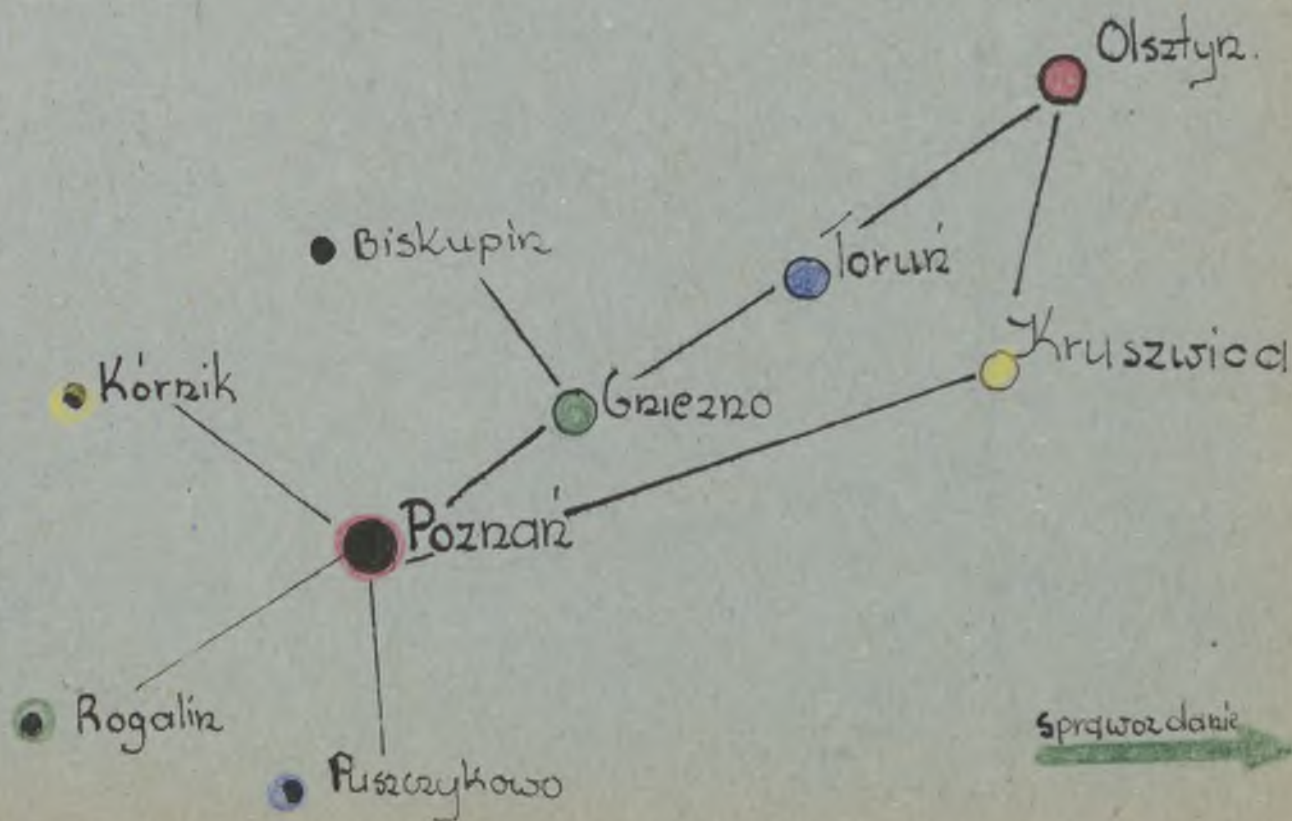 Olsztyn.
Biskupin
Toruń
Kruszwica
Kórnik
Gniezno
Poznań
Rogalin
Sprawozdanie
Puszczykowo